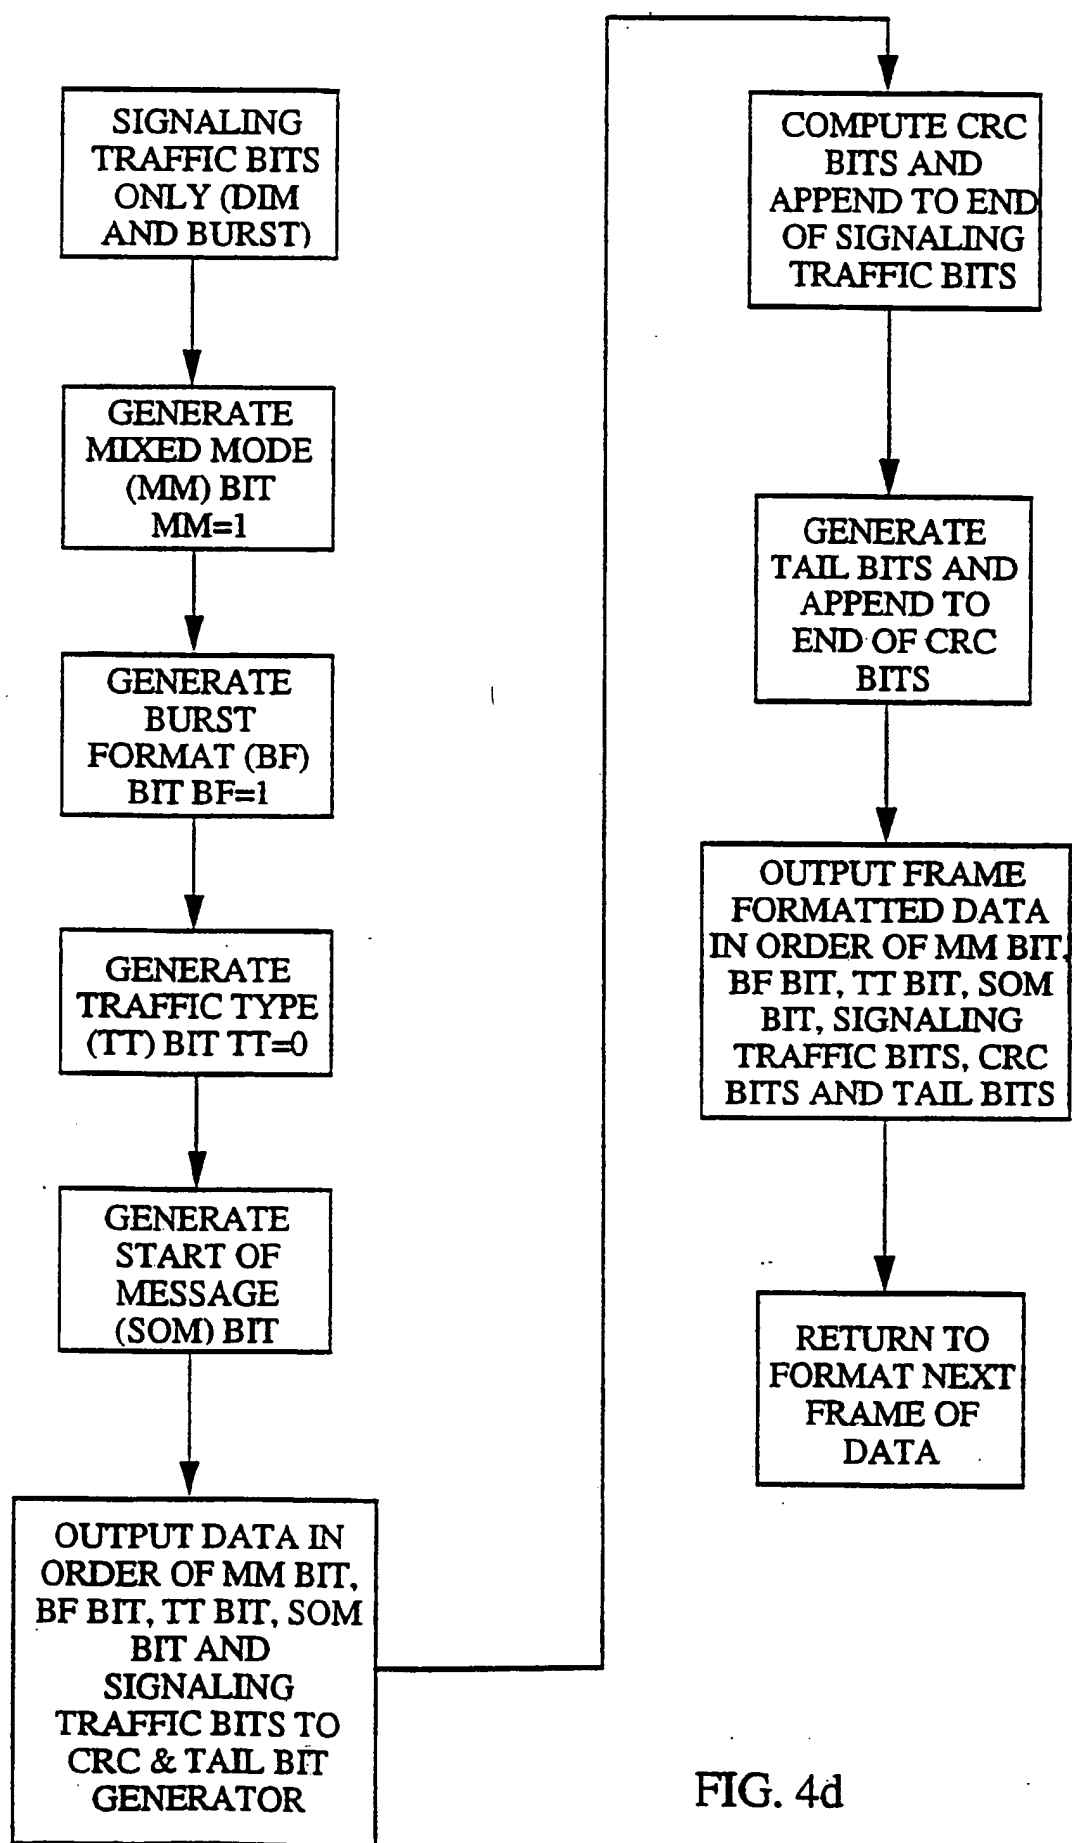 SIGNALING
TRAFFIC BITS
ONLY (DIM
AND BURST)
GENERATE
MIXED MODE
(MM) BIT
MM=1
GENERATE
BURST
FORMAT (BF)
BIT BF=1
GENERATE
TRAFFIC TYPE
(TT) BIT TT=0
GENERATE
START OF
MESSAGE
(SOM) BIT
OUTPUT DATA IN
ORDER OF MM BIT,
BF BIT, TT BIT, SOM
BIT AND
SIGNALING
TRAFFIC BITS TO
CRC & TAIL BIT
GENERATOR
COMPUTE CRC
BITS AND
APPEND TO END
OF SIGNALING
TRAFFIC BITS
GENERATE
TAIL BITS AND
APPEND TO
END OF CRC
BITS
OUTPUT FRAME
FORMATTED DATA
IN ORDER OF MM BIT,
BF BIT, TT BIT, SOM
BIT, SIGNALING
TRAFFIC BITS, CRC
BITS AND TAIL BITS
RETURN TO
FORMAT NEXT
FRAME OF
DATA
FIG. 4d